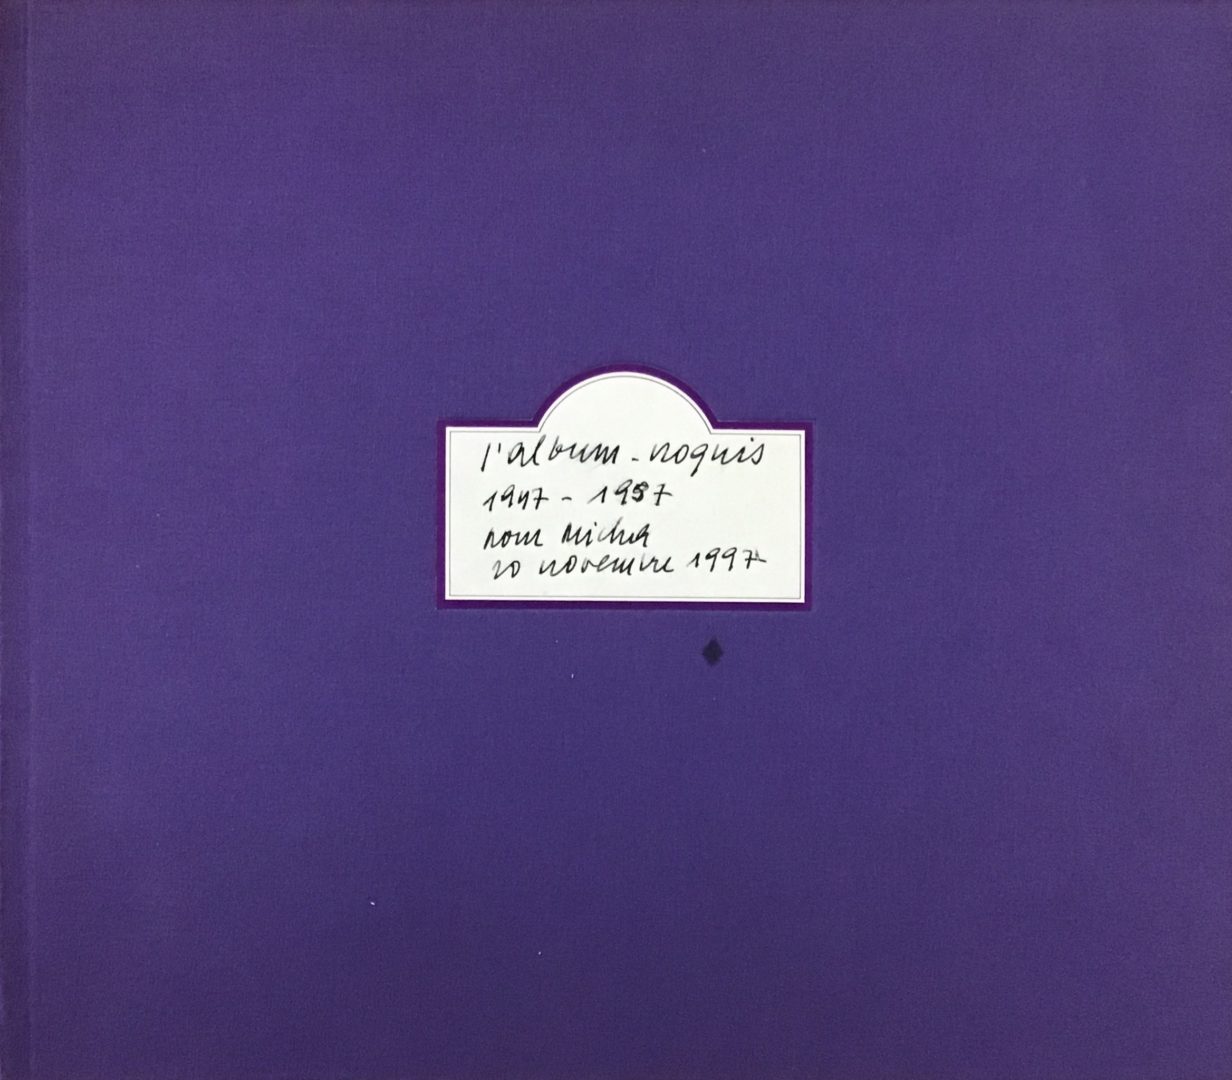 l'album-croquis
1947 - 1957
pour Michel
20 novembre 1997